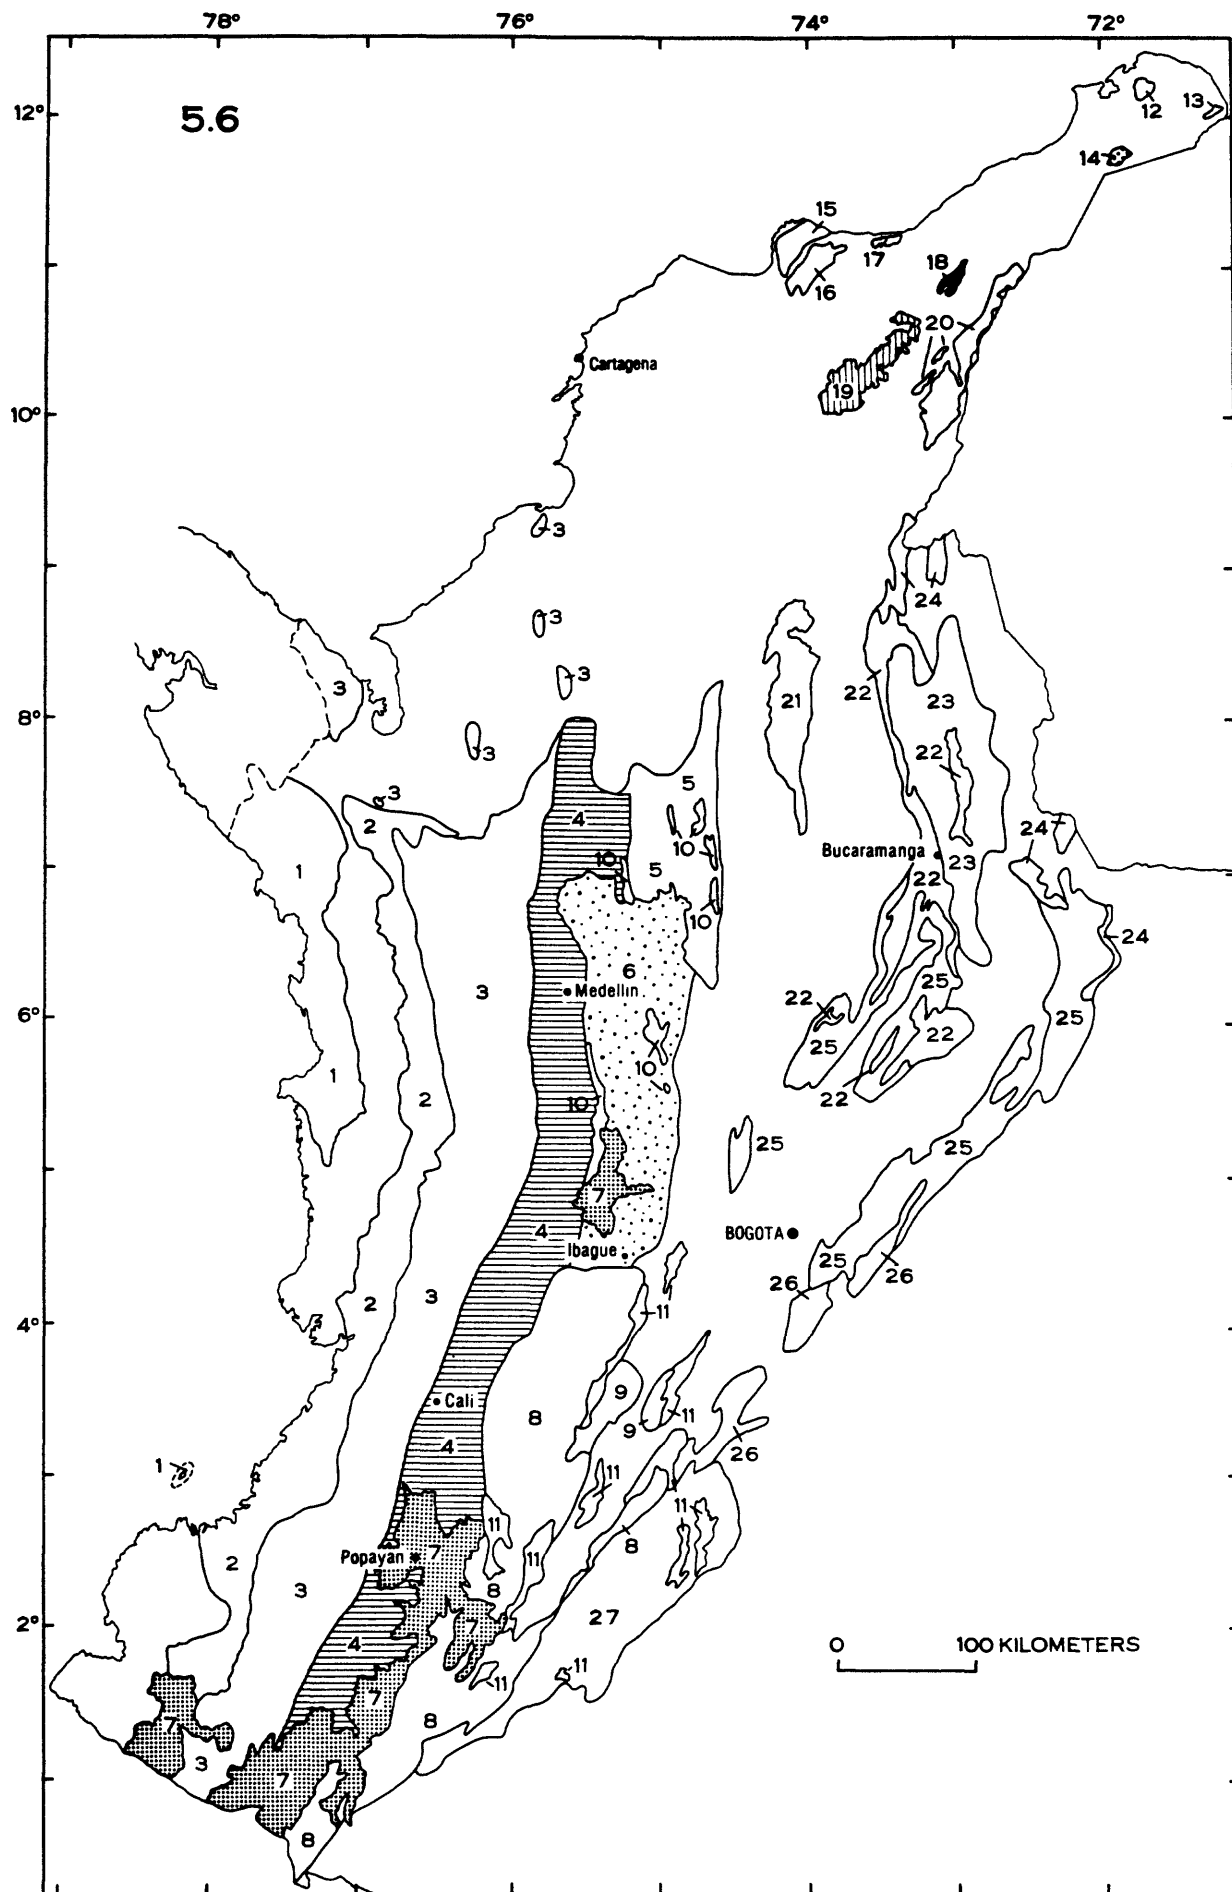 78° 76° 74° 72°
12° 5.6 12 13
14
15
17 18
16
20
Cartagena
19
10°
3
24
3
3
3 21 22 23
8°
3 22
5
3
2 4 24
10 Bucaramanga
10 23
1 5 22
10
24
6 25
3 Medellin 22
6° 25
25 22
1 10
2 10 22
25 25
7
4 BOGOTA
Ibague 25
26 26
2 3 11
4°
9
Cali 8 11
9
4 26
1 11
11 11
8
Popayan 7 11
2
3 8
27
2° 7
4 0 100 KILOMETERS
11 11
7
7 8
3
7
8